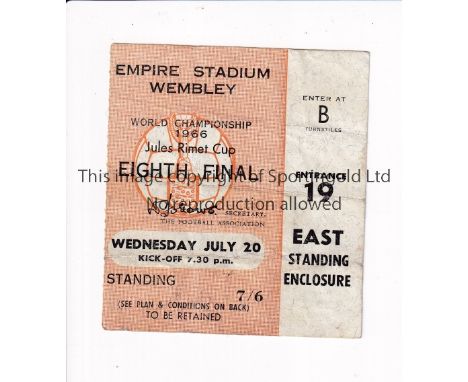 EMPIRE STADIUM
WEMBLEY
WORLD CHAMPIONSHIP
1966
Jules Rimet Cup
EIGHTH FINAL
SECRETARY,
THE FOOTBALL ASSOCIATION
WEDNESDAY JULY 20
KICK-OFF 7.30 p.m.
STANDING
7/6
(SEE PLAN & CONDITIONS ON BACK)
TO BE RETAINED
ENTER AT
B
TURNSTILES
ENTRANCE
19
EAST
STANDING
ENCLOSURE
This image copyright of Sportingold Ltd
No reproduction allowed